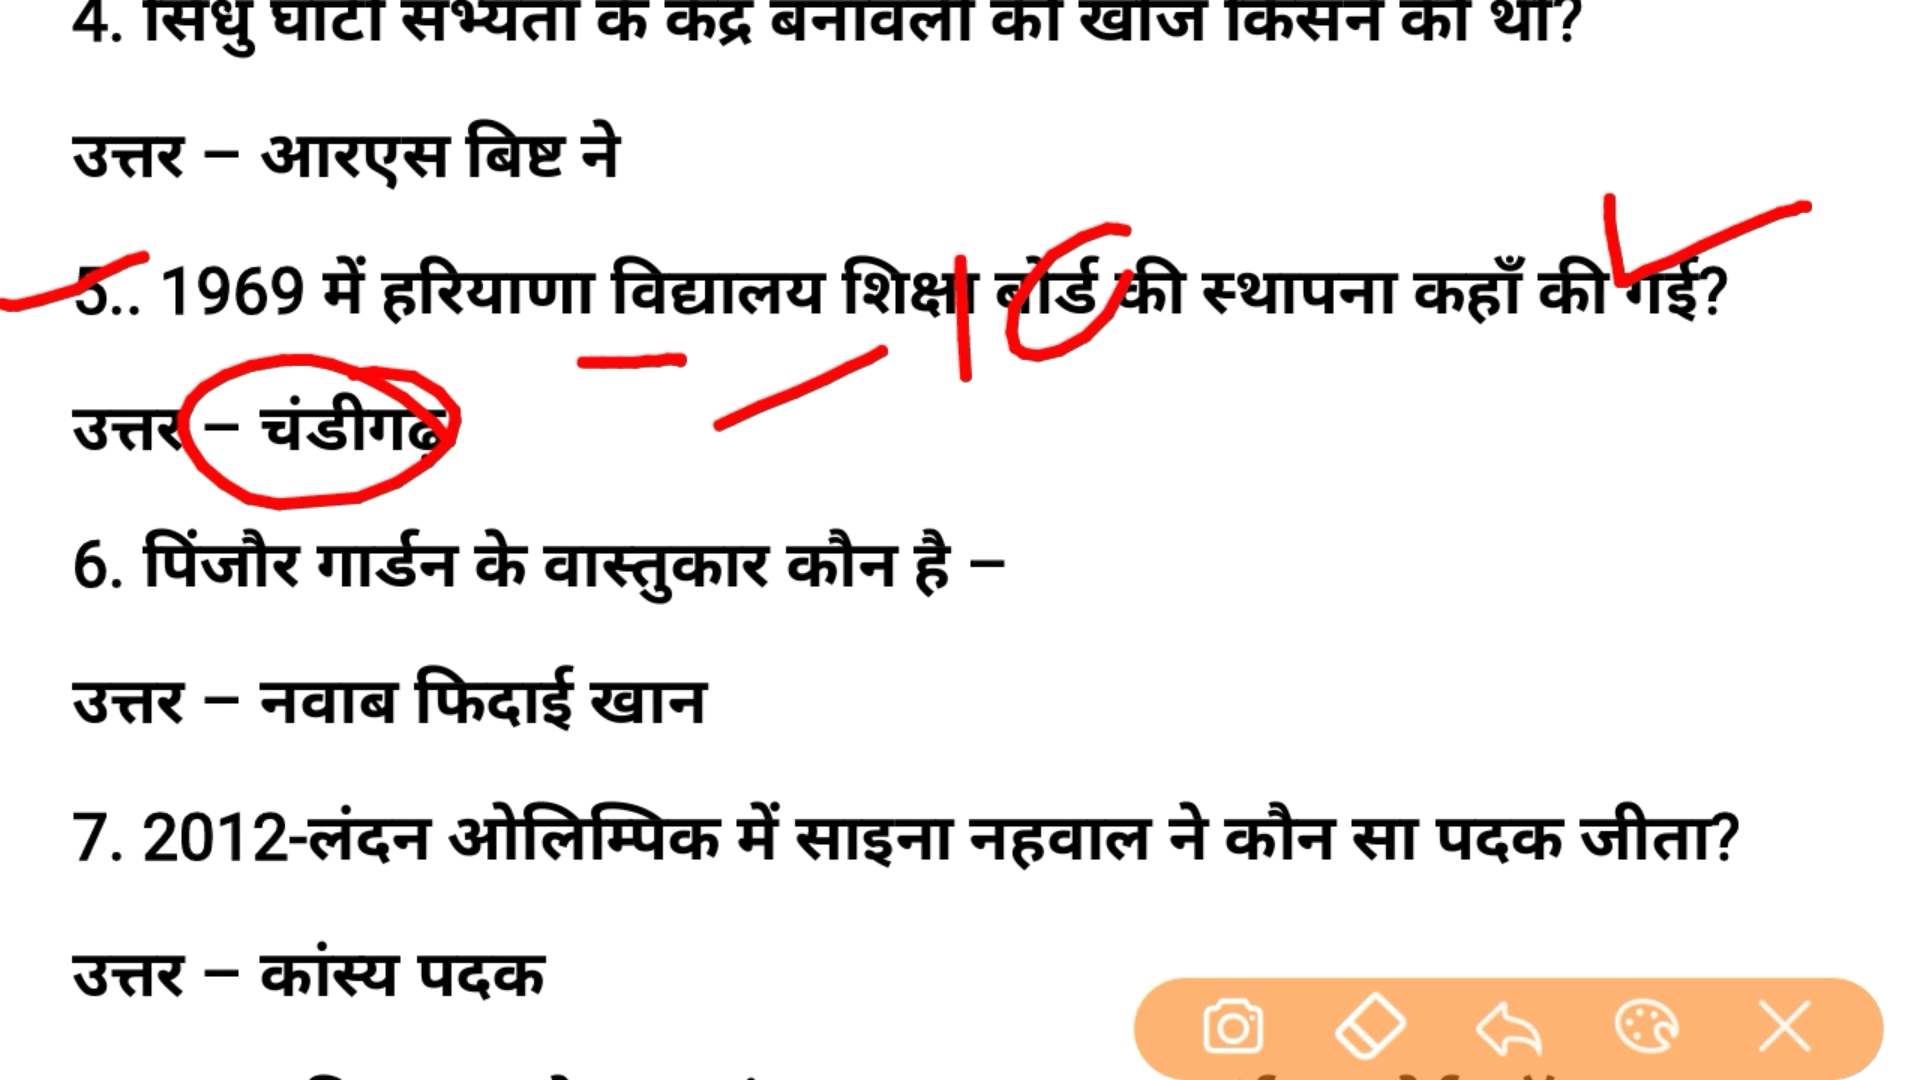 4. सिंधु घाटी सभ्यता के केंद्र बनावली की खोज किसने की थी?
उत्तर – आरएस बिष्ट ने
5.. 1969 में हरियाणा विद्यालय शिक्षा बोर्ड की स्थापना कहाँ की गई?
उत्तर – चंडीगढ़
6. पिंजौर गार्डन के वास्तुकार कौन है –
उत्तर – नवाब फिदाई खान
7. 2012-लंदन ओलिम्पिक में साइना नहवाल ने कौन सा पदक जीता?
उत्तर – कांस्य पदक